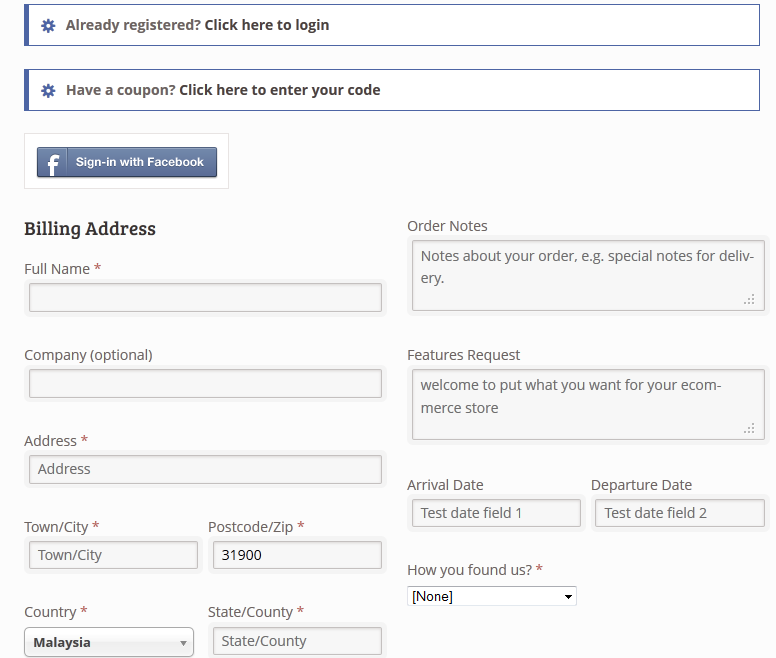 Already registered? Click here to login
Have a coupon? Click here to enter your code
f Sign-in with Facebook
Billing Address
Full Name *
Company (optional)
Address *
Address
Town/City * Postcode/Zip *
Town/City 31900
Country * State/County *
Malaysia State/County
Order Notes
Notes about your order, e.g. special notes for deliv-
ery.
Features Request
welcome to put what you want for your ecom-
merce store
Arrival Date Departure Date
Test date field 1 Test date field 2
How you found us? *
[None]